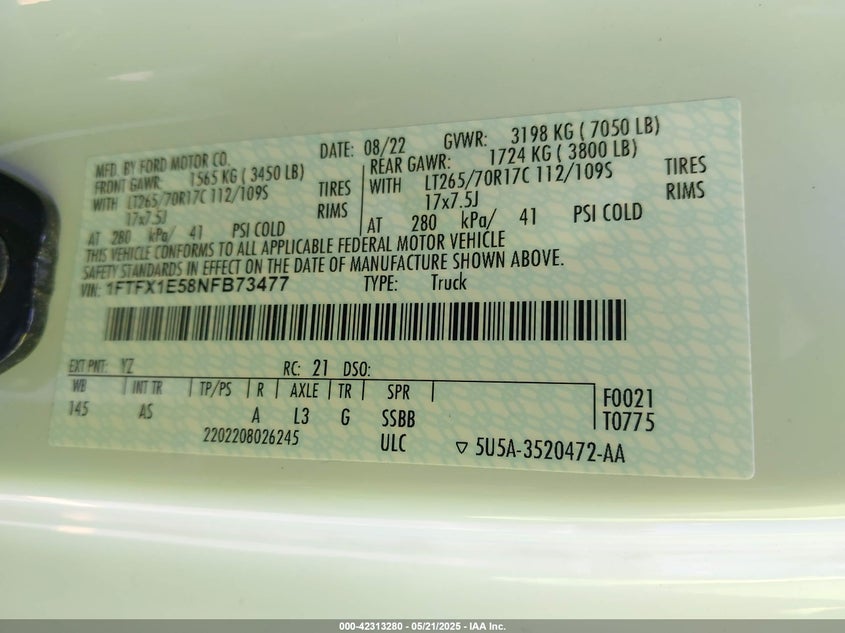 MFD. BY FORD MOTOR CO. DATE: 08/22 GVWR: 3198 KG ( 7050 LB)
FRONT GAWR: 1565 KG ( 3450 LB) REAR GAWR: 1724 KG ( 3800 LB)
WITH LT265/70R17C 112/109S TIRES WITH LT265/70R17C 112/109S TIRES
17x7.5J RIMS 17x7.5J RIMS
AT 280 kPa/ 41 PSI COLD AT 280 kPa/ 41 PSI COLD
THIS VEHICLE CONFORMS TO ALL APPLICABLE FEDERAL MOTOR VEHICLE
SAFETY STANDARDS IN EFFECT ON THE DATE OF MANUFACTURE SHOWN ABOVE.
VIN: 1FTFX1E58NFB73477 TYPE: Truck
EXT PNT: YZ RC: 21 DSO:
WB | INT TR | TP/PS | R | AXLE | TR | SPR | F0021
145 AS A L3 G SSBB T0775
2202208026245 ULC ▽ 5U5A-3520472-AA
000-42313280 - 05/21/2025 - IAA Inc.